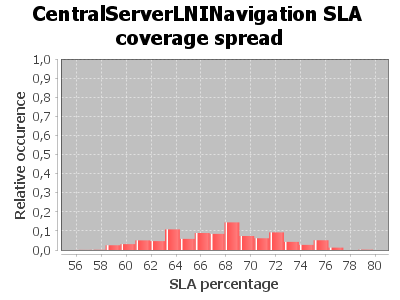 CentralServerLNINavigation SLA
coverage spread
Relative occurence
1,0
0,9
0,8
0,7
0,6
0,5
0,4
0,3
0,2
0,1
0,0
56 58 60 62 64 66 68 70 72 74 76 78 80
SLA percentage